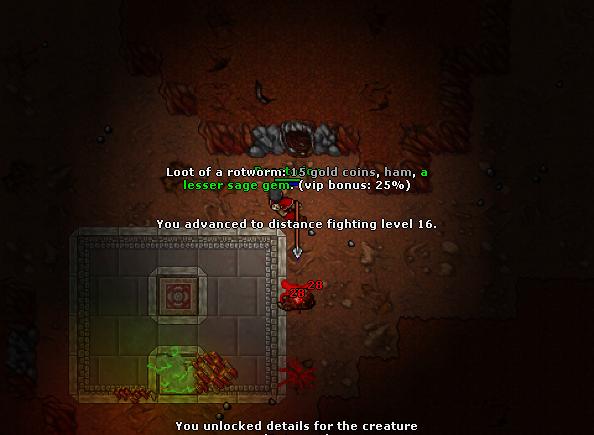 Loot of a rotworm: 15 gold coins, ham, a
lesser sage gem. (vip bonus: 25%)
You advanced to distance fighting level 16.
28
28
You unlocked details for the creature